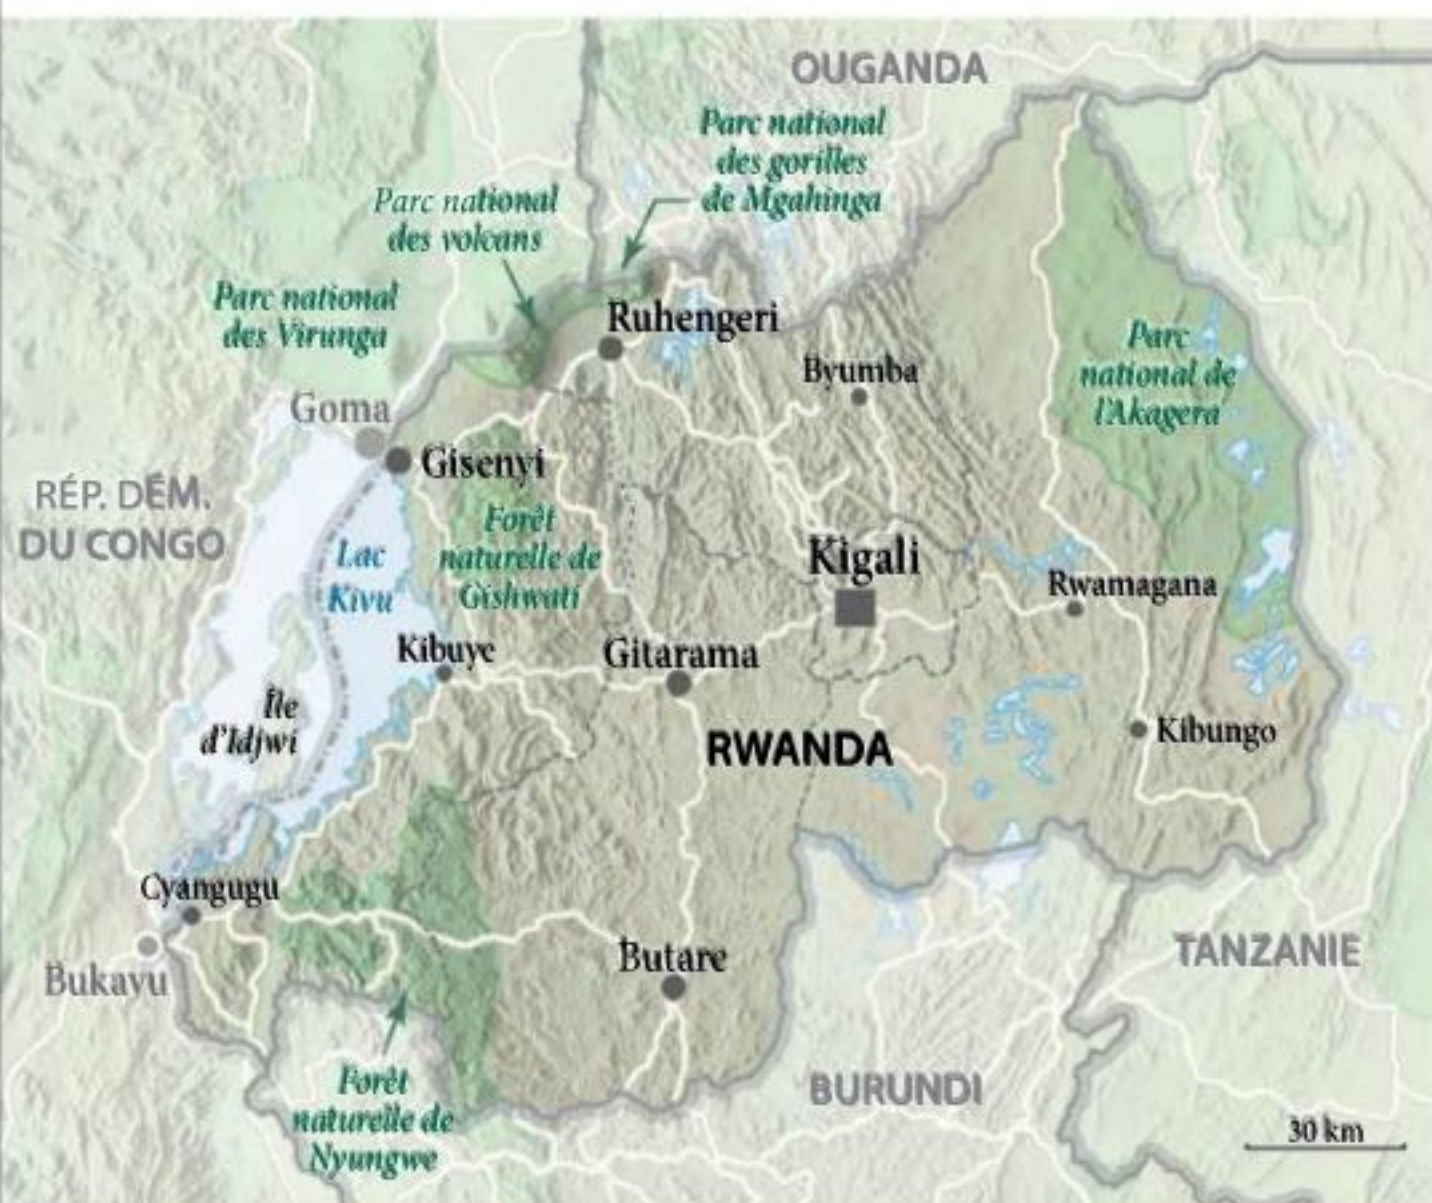 OUGANDA
Parc national
des gorilles
de Mgahinga
Parc national
des volcans
Parc national
des Virunga
Ruhengeri
Byumba
Parc
national de
l'Akagera
Goma
Gisenyi
RÉP. DÉM.
DU CONGO
Lac
Kivu
Forêt
naturelle de
Gishwati
Kigali
Rwamagana
Kibuye
Gitarama
Île
d'Idjwi
RWANDA
Kibungo
Cyangugu
Bukavu
Butare
TANZANIE
Forêt
naturelle de
Nyungwe
BURUNDI
30 km